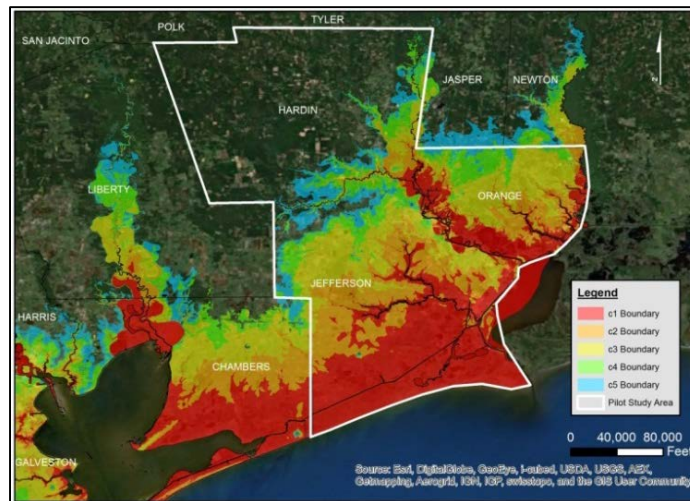 TYLER
POLK
SAN JACINTO
JASPER
NEWTON
HARDIN
LIBERTY
ORANGE
JEFFERSON
HARRIS
CHAMBERS
GALVESTON
Legend
c1 Boundary
c2 Boundary
c3 Boundary
c4 Boundary
c5 Boundary
Pilot Study Area
0 40,000 80,000
Feet
Source: Esri, DigitalGlobe, GeoEye, i-cubed, USDA, USGS, AEX,
Getmapping, Aerogrid, IGN, IGP, swisstopo, and the GIS User Community